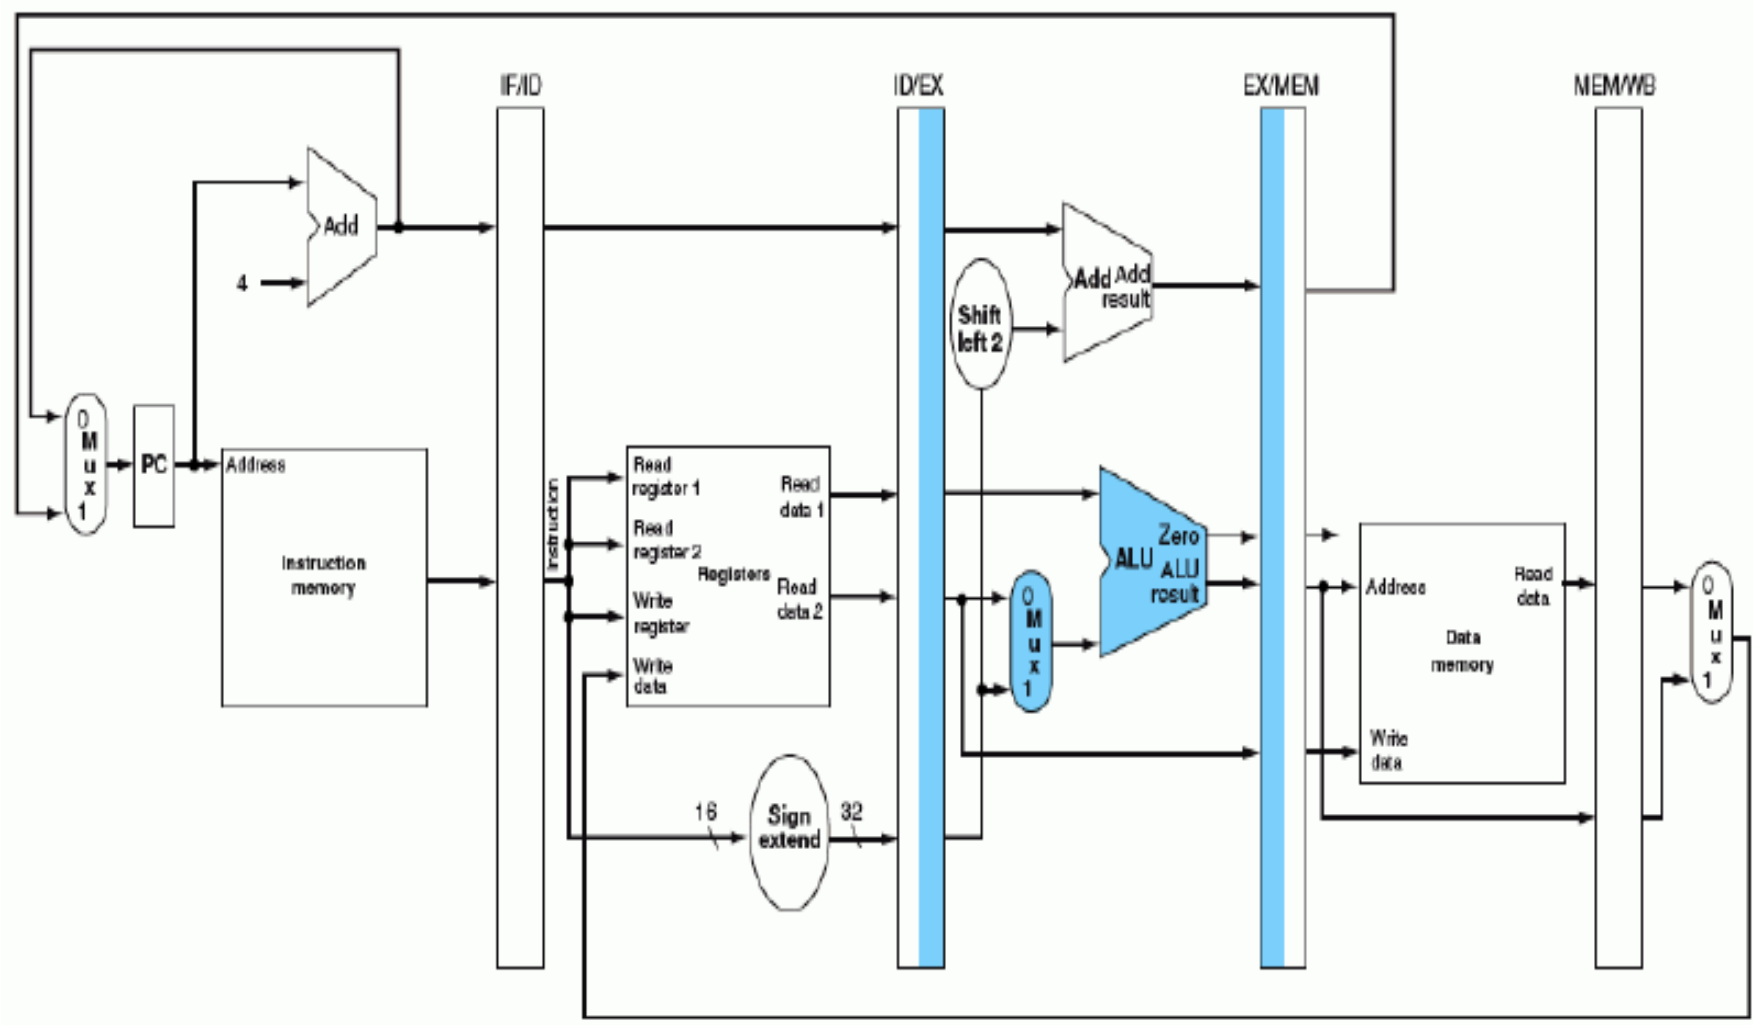 IF/ID
ID/EX
EX/MEM
MEM/WB
Add
4
Add Add
result
Shift
left 2
0
M
u
x
1
PC
Address
Instruction
memory
Instruction
Read
register 1
Read
register 2
Write
register
Write
data
Registers
Read
data 1
Read
data 2
16
Sign
extend
32
0
M
u
x
1
Zero
ALU
ALU
result
Address
Read
data
Data
memory
Write
data
0
M
u
x
1